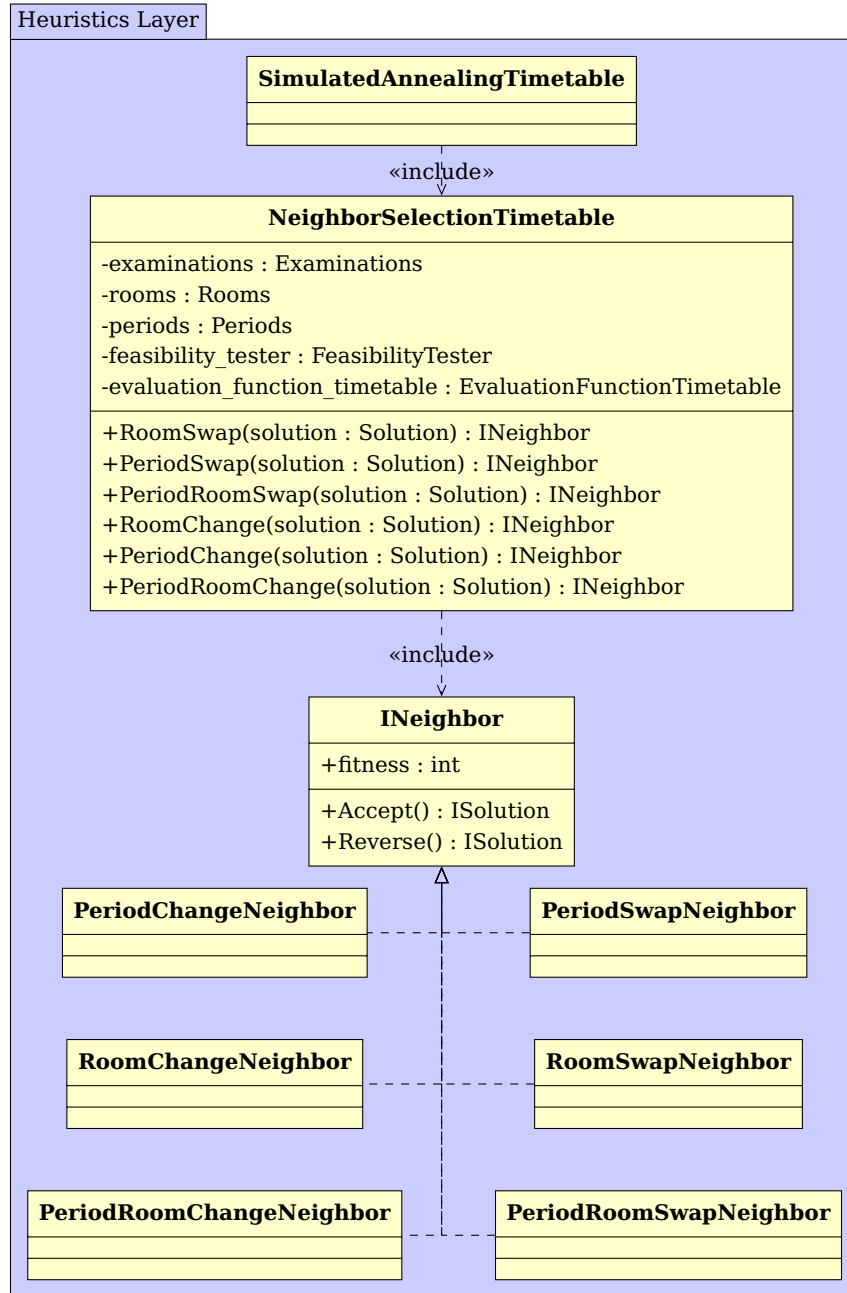 Heuristics Layer
SimulatedAnnealingTimetable
«include»
NeighborSelectionTimetable
-examinations : Examinations
-rooms : Rooms
-periods : Periods
-feasibility_tester : FeasibilityTester
-evaluation_function_timetable : EvaluationFunctionTimetable
+RoomSwap(solution : Solution) : INeighbor
+PeriodSwap(solution : Solution) : INeighbor
+PeriodRoomSwap(solution : Solution) : INeighbor
+RoomChange(solution : Solution) : INeighbor
+PeriodChange(solution : Solution) : INeighbor
+PeriodRoomChange(solution : Solution) : INeighbor
«include»
INeighbor
+fitness : int
+Accept() : ISolution
+Reverse() : ISolution
PeriodChangeNeighbor
PeriodSwapNeighbor
RoomChangeNeighbor
RoomSwapNeighbor
PeriodRoomChangeNeighbor
PeriodRoomSwapNeighbor